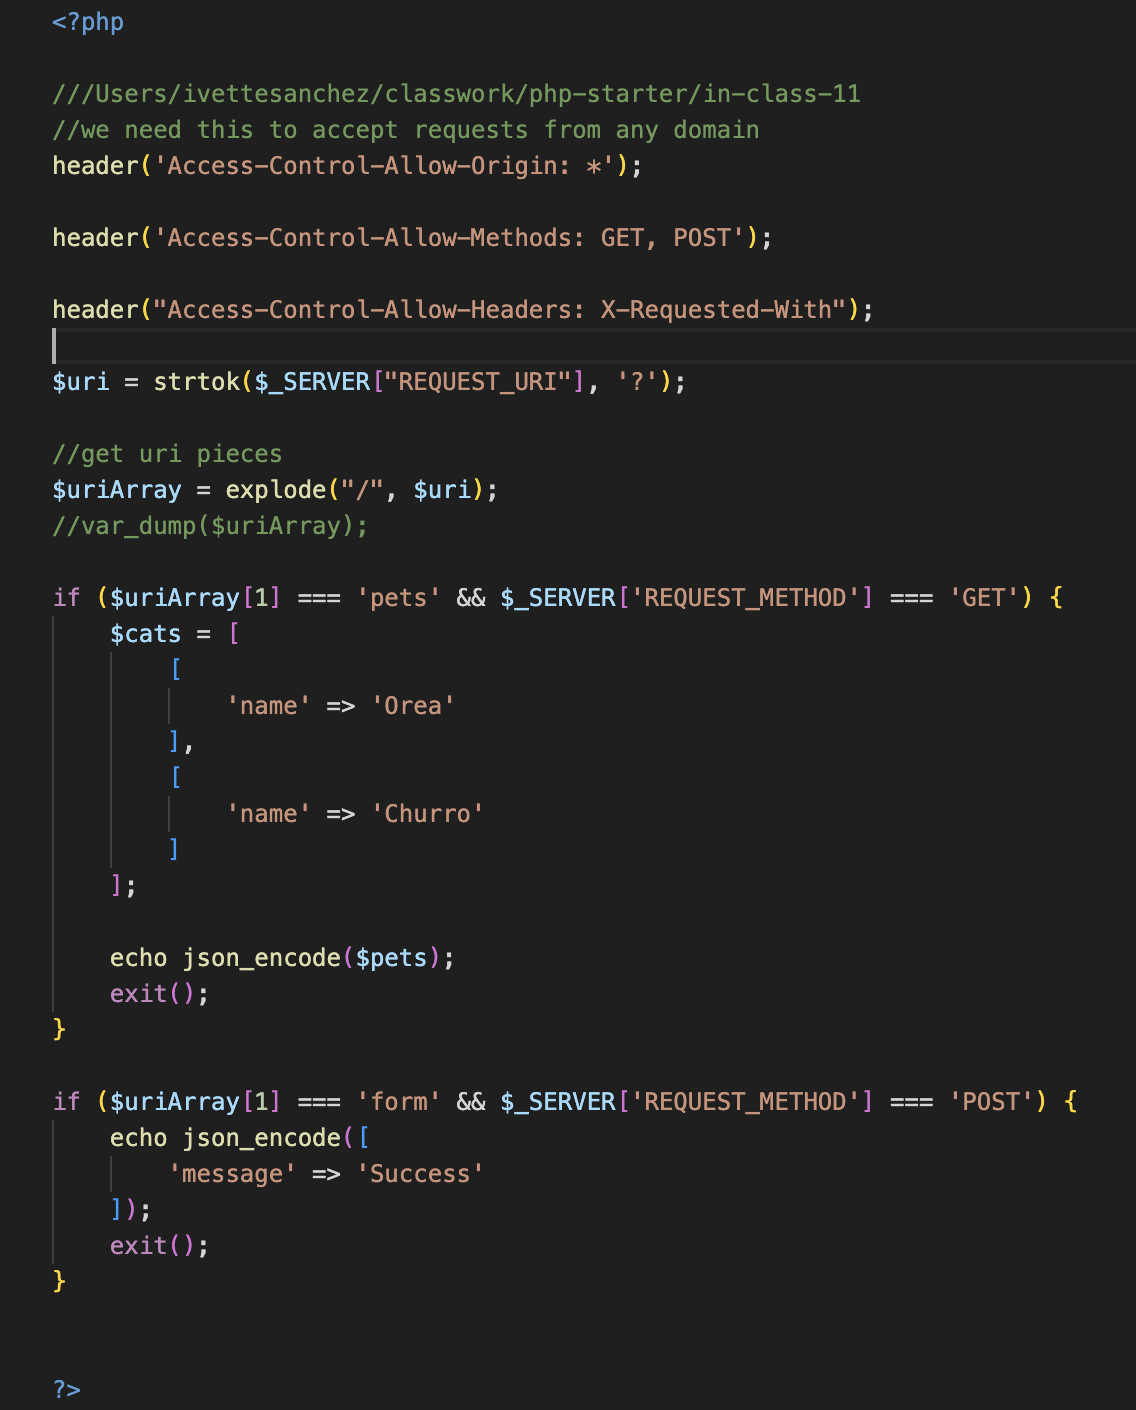 <?php
///Users/ivettesanchez/classwork/php-starter/in-class-11
//we need this to accept requests from any domain
header('Access-Control-Allow-Origin: *');
header('Access-Control-Allow-Methods: GET, POST');
header("Access-Control-Allow-Headers: X-Requested-With");
$uri = strtok($_SERVER["REQUEST_URI"], '?');
//get uri pieces
$uriArray = explode("/", $uri);
//var_dump($uriArray);
if ($uriArray[1] === 'pets' && $_SERVER['REQUEST_METHOD'] === 'GET') {
    $cats = [
        [
            'name' => 'Orea'
        ],
        [
            'name' => 'Churro'
        ]
    ];
    echo json_encode($pets);
    exit();
}
if ($uriArray[1] === 'form' && $_SERVER['REQUEST_METHOD'] === 'POST') {
    echo json_encode([
        'message' => 'Success'
    ]);
    exit();
}
?>